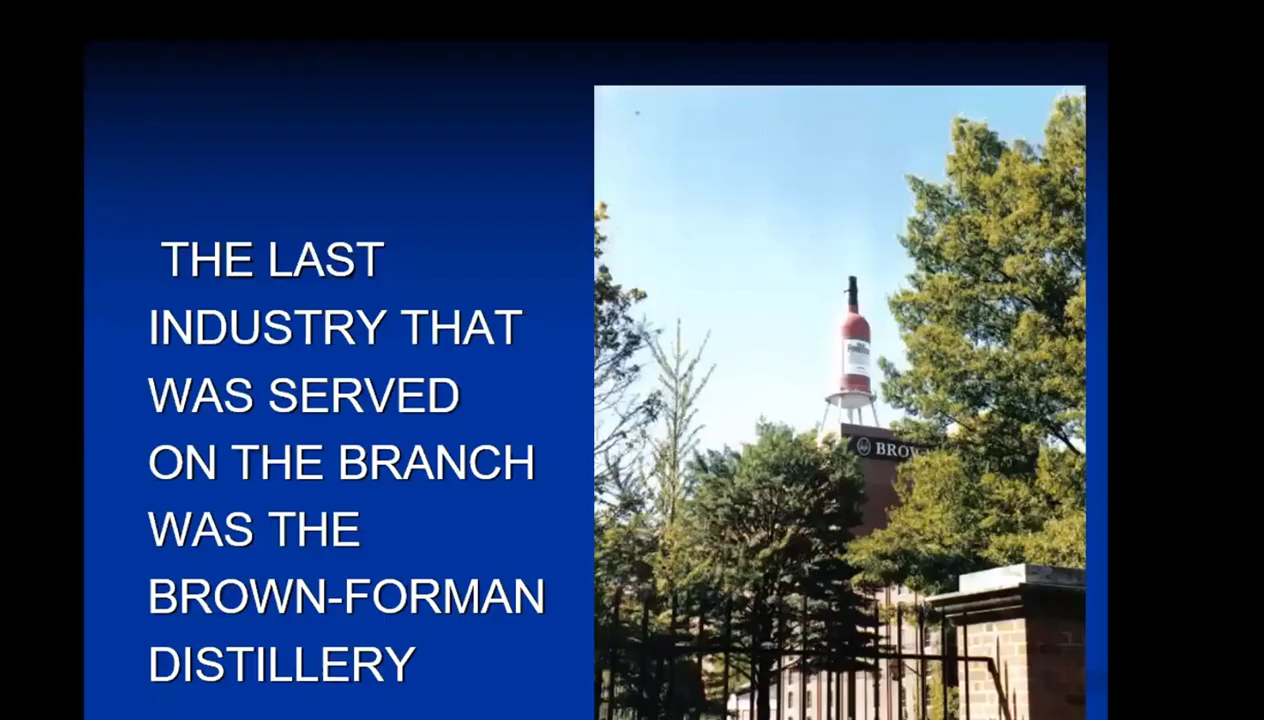 THE LAST
INDUSTRY THAT
WAS SERVED
ON THE BRANCH
WAS THE
BROWN-FORMAN
DISTILLERY